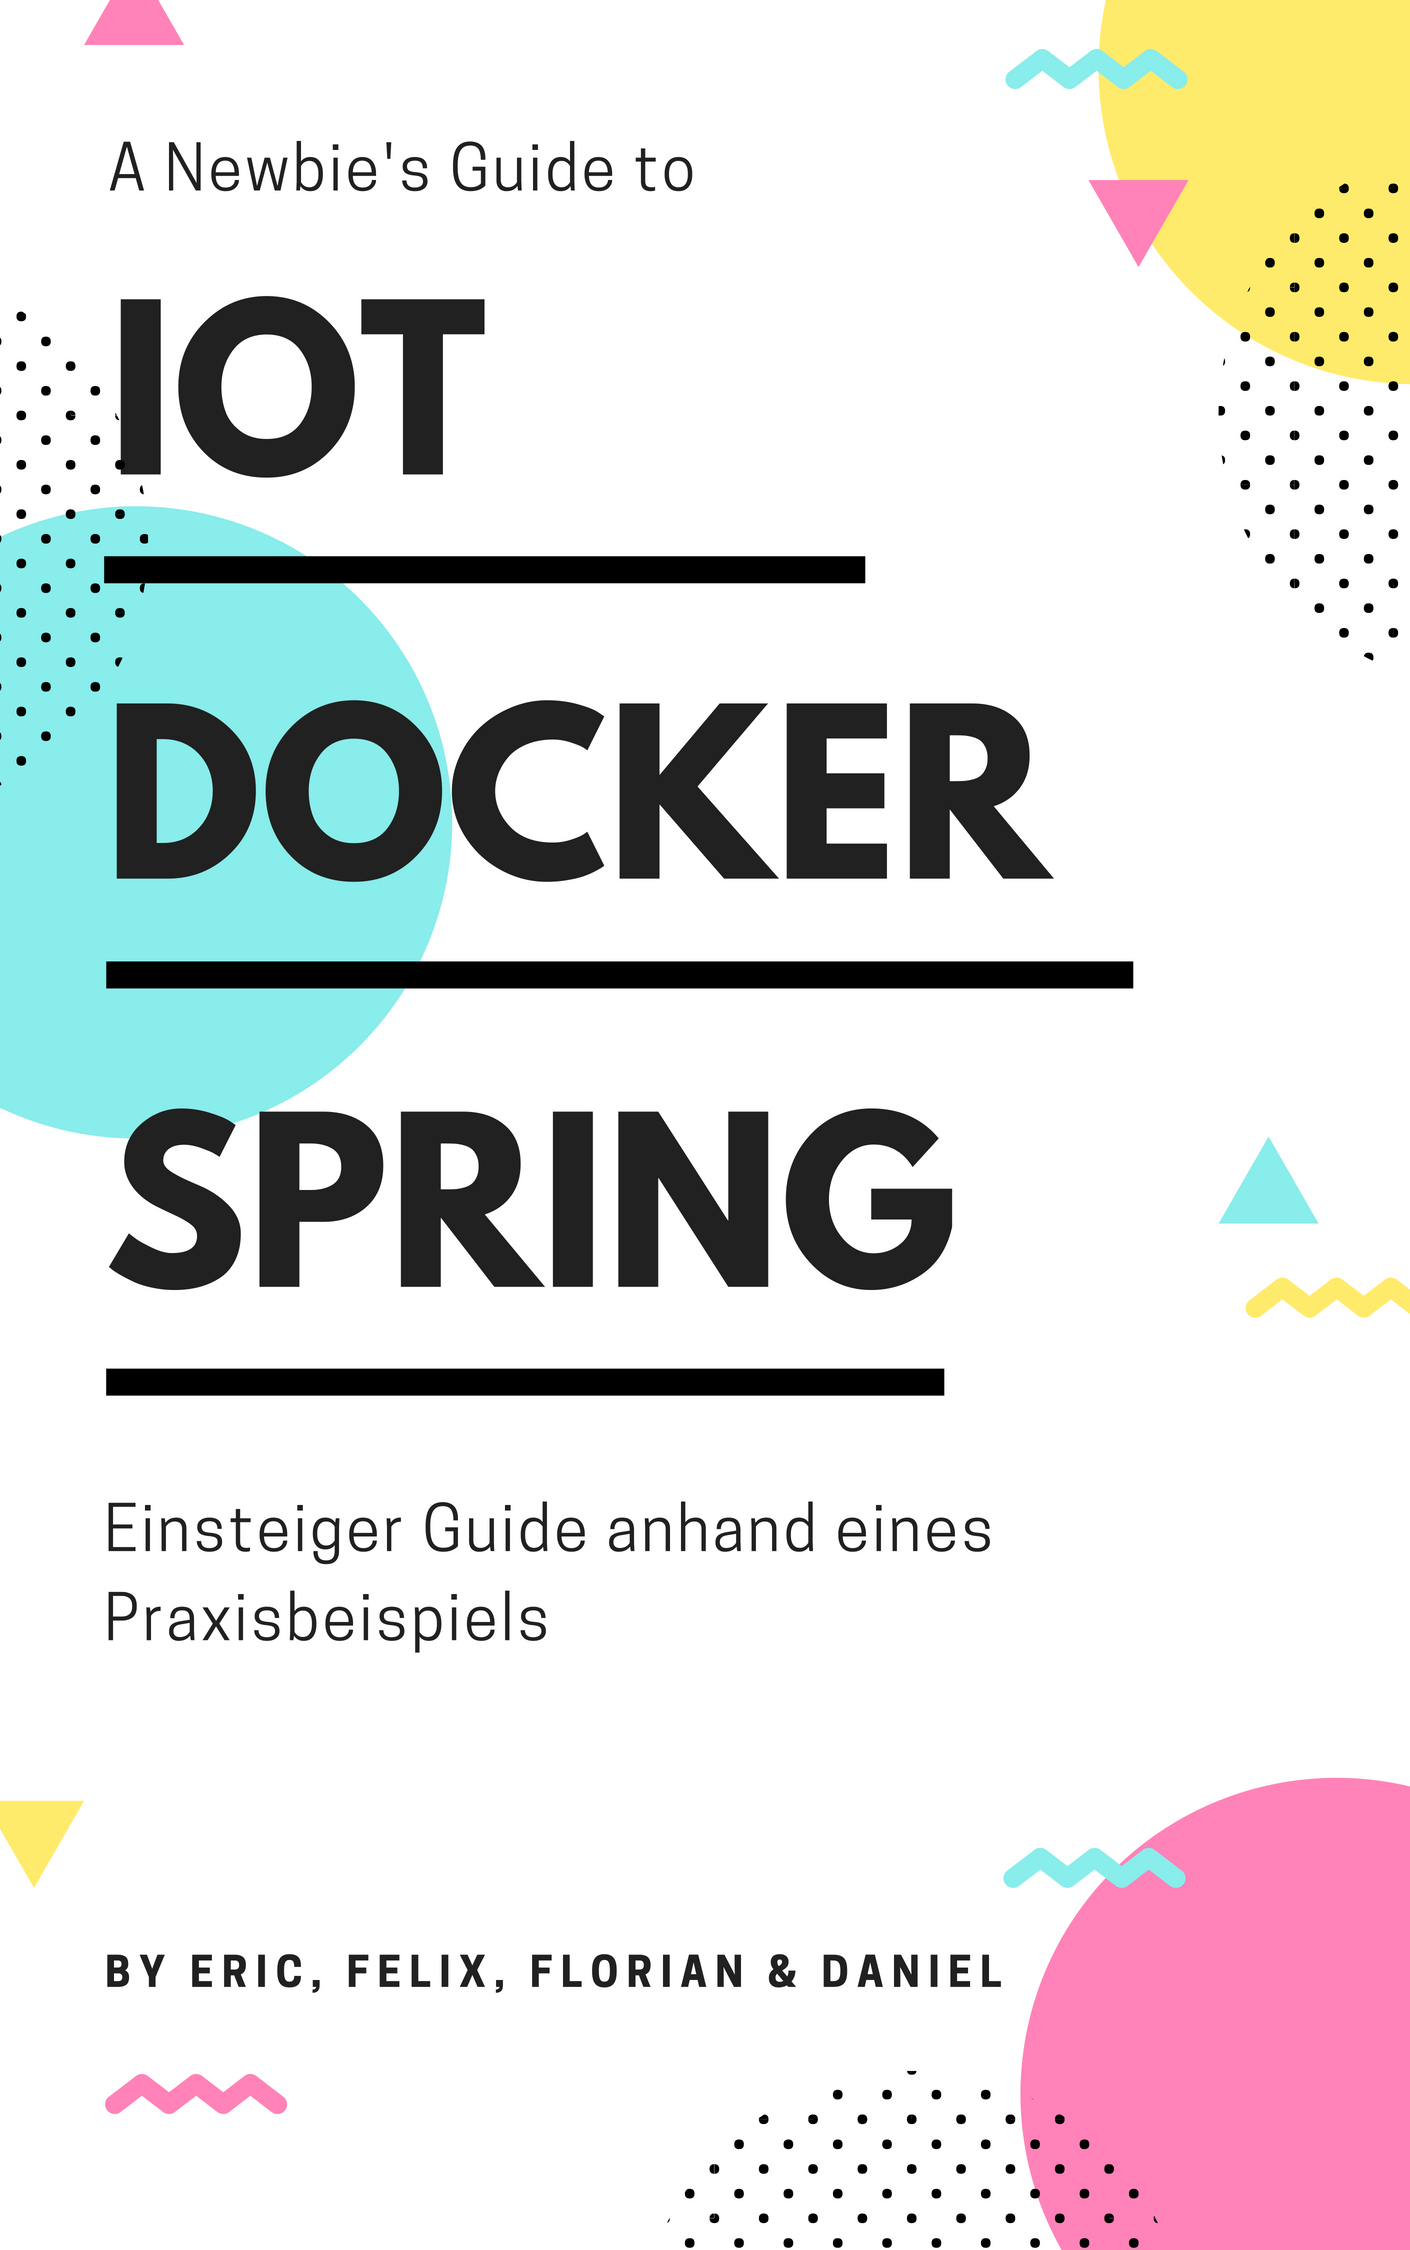 A Newbie's Guide to
IOT
DOCKER
SPRING
Einsteiger Guide anhand eines
Praxisbeispiels
BY ERIC, FELIX, FLORIAN & DANIEL